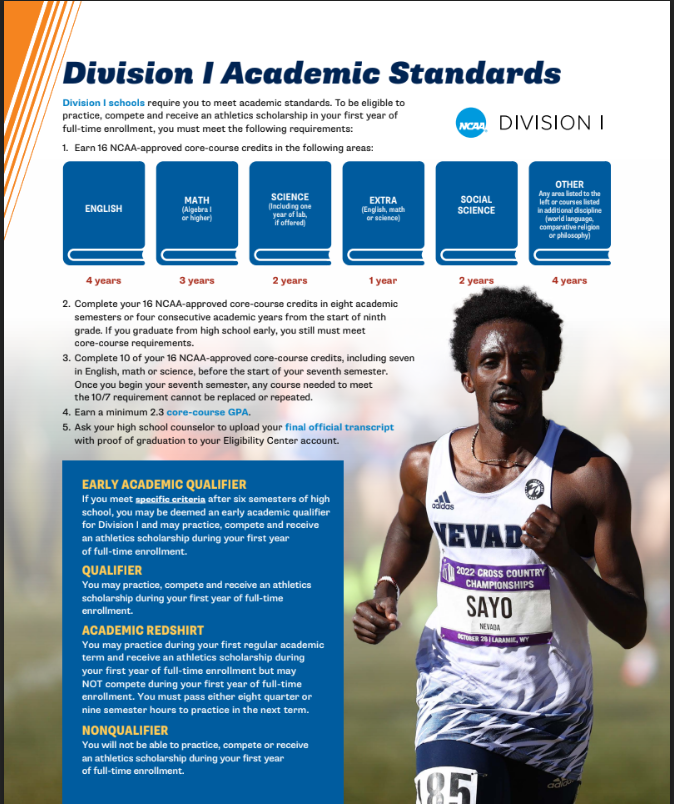 Division I Academic Standards
Division I schools require you to meet academic standards. To be eligible to
practice, compete and receive an athletics scholarship in your first year of
full-time enrollment, you must meet the following requirements:
NCAA DIVISION I
1. Earn 16 NCAA-approved core-course credits in the following areas:
ENGLISH
4 years
MATH
(Algebra I
or higher)
3 years
SCIENCE
(Including one
year of lab,
if offered)
2 years
EXTRA
(English, math
or science)
1 year
SOCIAL
SCIENCE
2 years
OTHER
Any area listed to the
left or courses listed
in additional discipline
(world language,
comparative religion
or philosophy)
4 years
2. Complete your 16 NCAA-approved core-course credits in eight academic
semesters or four consecutive academic years from the start of ninth
grade. If you graduate from high school early, you still must meet
core-course requirements.
3. Complete 10 of your 16 NCAA-approved core-course credits, including seven
in English, math or science, before the start of your seventh semester.
Once you begin your seventh semester, any course needed to meet
the 10/7 requirement cannot be replaced or repeated.
4. Earn a minimum 2.3 core-course GPA.
5. Ask your high school counselor to upload your final official transcript
with proof of graduation to your Eligibility Center account.
EARLY ACADEMIC QUALIFIER
If you meet specific criteria after six semesters of high
school, you may be deemed an early academic qualifier
for Division I and may practice, compete and receive
an athletics scholarship during your first year
of full-time enrollment.
QUALIFIER
You may practice, compete and receive an athletics
scholarship during your first year of full-time
enrollment.
ACADEMIC REDSHIRT
You may practice during your first regular academic
term and receive an athletics scholarship during
your first year of full-time enrollment but may
NOT compete during your first year of full-time
enrollment. You must pass either eight quarter or
nine semester hours to practice in the next term.
NONQUALIFIER
You will not be able to practice, compete or receive
an athletics scholarship during your first year
of full-time enrollment.
adidas
NEVAD
2022 CROSS COUNTRY
CHAMPIONSHIPS
SAYO
NEVADA
OCTOBER 28 | LARAMIE, WY
185
adidas